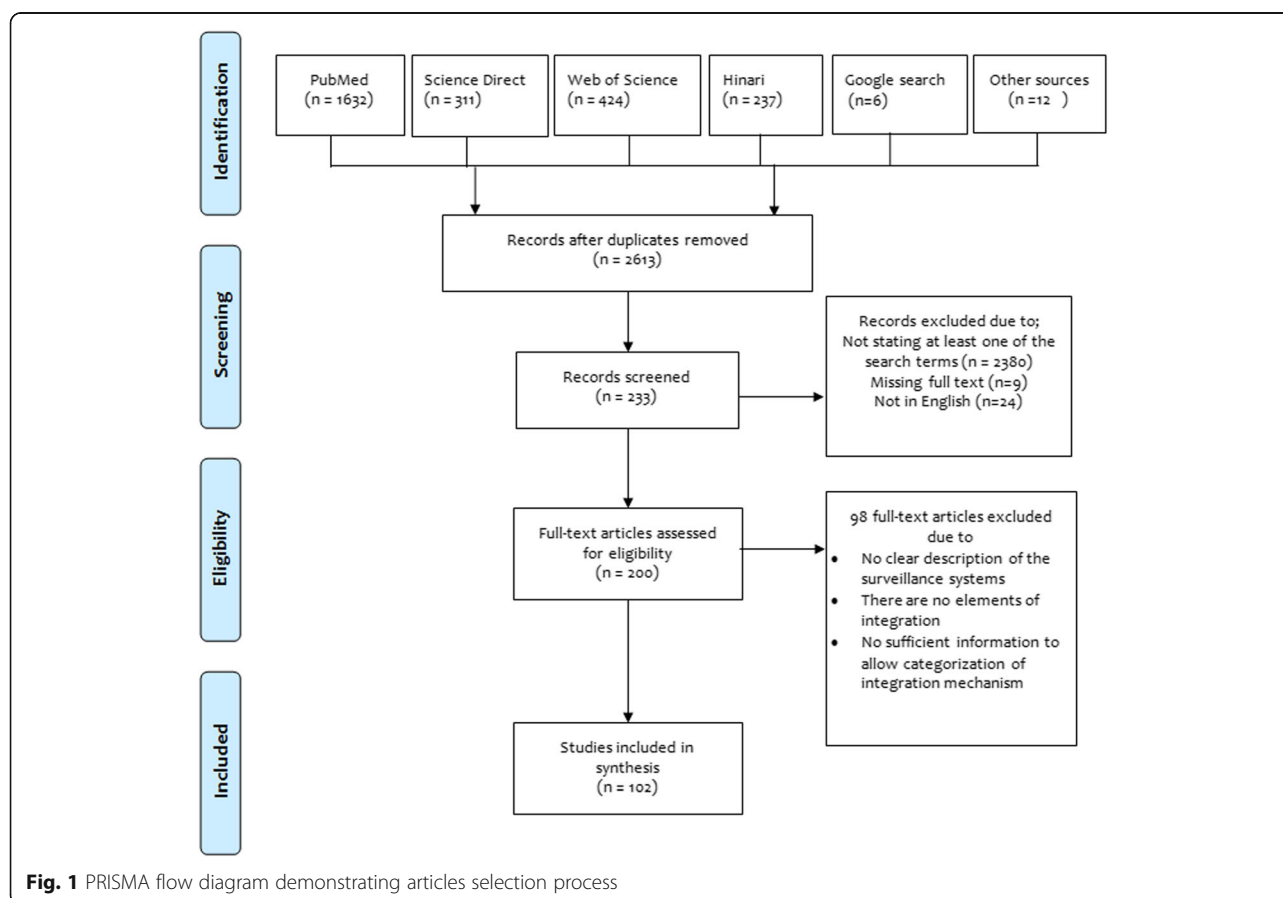 Identification
PubMed
(n = 1632)
Science Direct
(n = 311)
Web of Science
(n = 424)
Hinari
(n = 237)
Google search
(n=6)
Other sources
(n =12 )
Records after duplicates removed
(n = 2613)
Screening
Records screened
(n = 233)
Records excluded due to;
Not stating at least one of the
search terms (n = 2380)
Missing full text (n=9)
Not in English (n=24)
Eligibility
Full-text articles assessed
for eligibility
(n = 200)
98 full-text articles excluded
due to
• No clear description of the
surveillance systems
• There are no elements of
integration
• No sufficient information to
allow categorization of
integration mechanism
Included
Studies included in
synthesis
(n = 102)
Fig. 1 PRISMA flow diagram demonstrating articles selection process